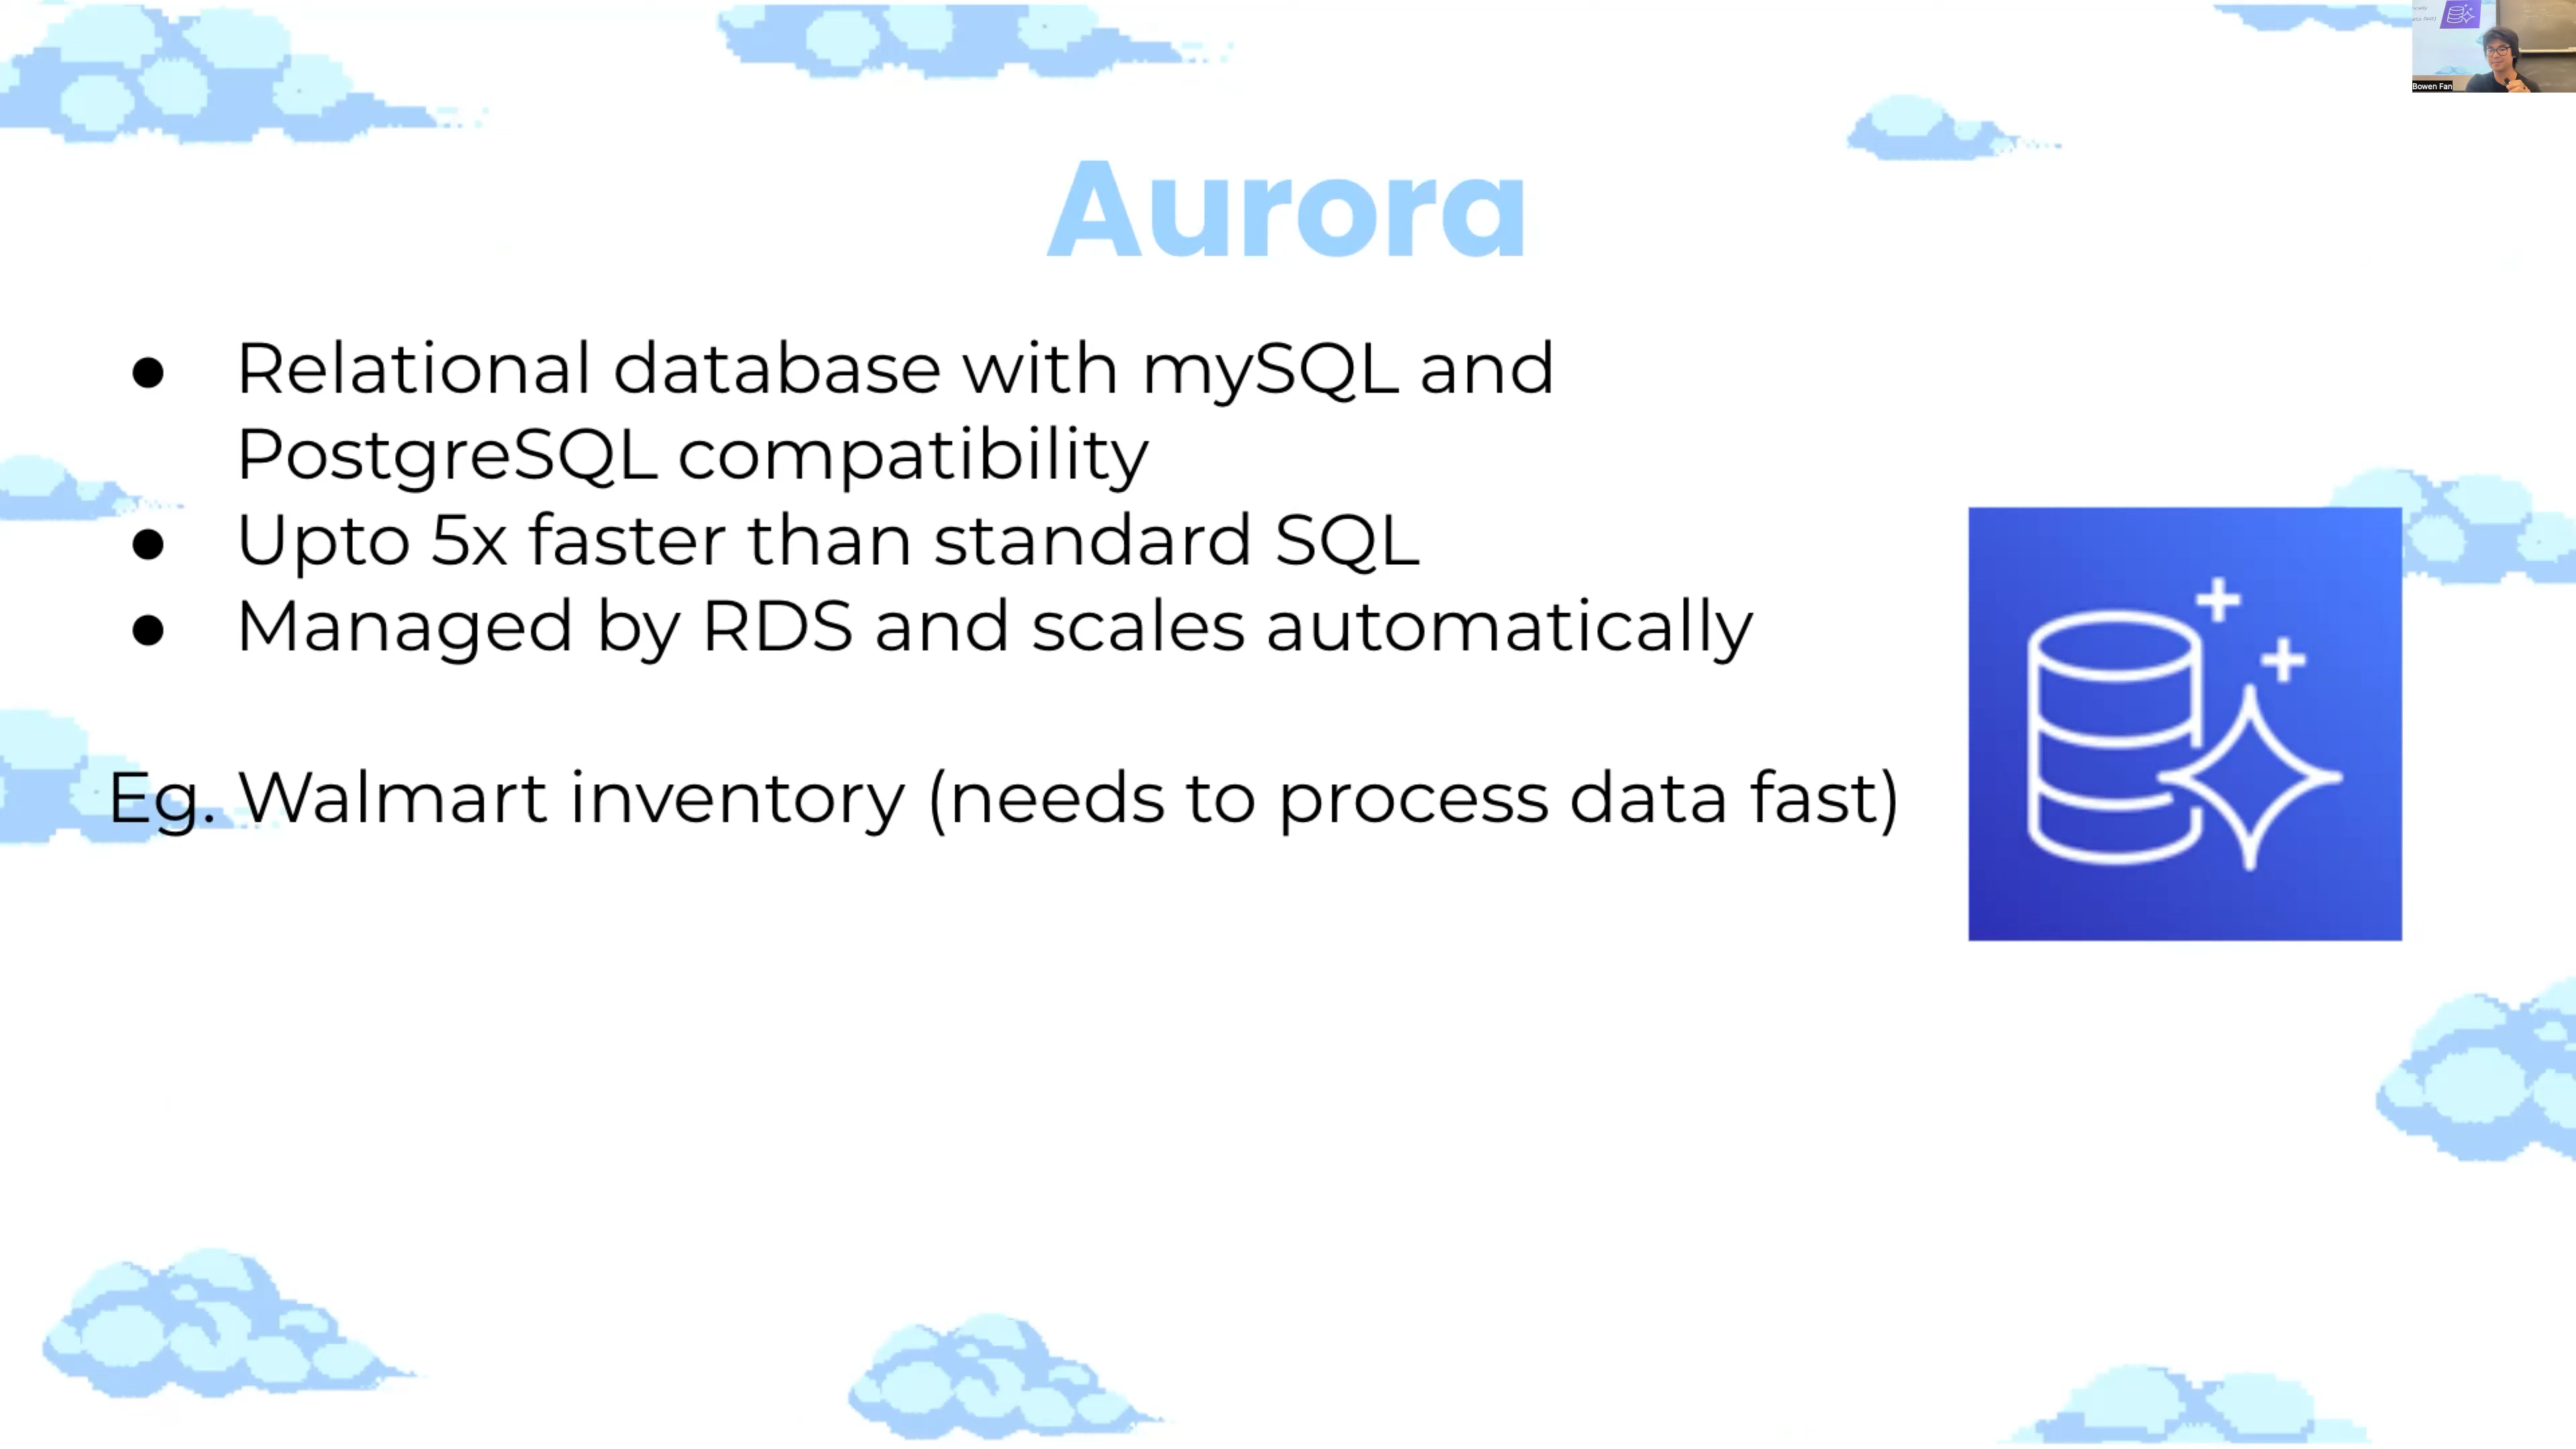 Bowen Fan
Aurora
● Relational database with mySQL and
PostgreSQL compatibility
● Upto 5x faster than standard SQL
● Managed by RDS and scales automatically
Eg. Walmart inventory (needs to process data fast)